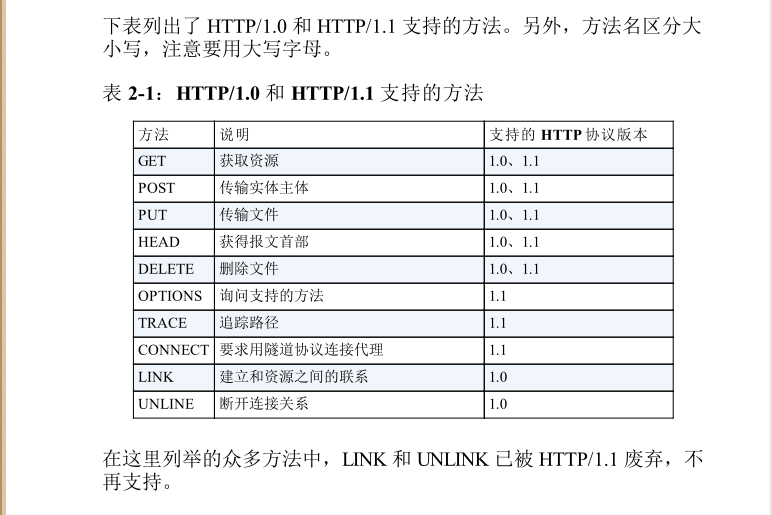 下表列出了 HTTP/1.0 和 HTTP/1.1 支持的方法。另外，方法名区分大
小写，注意要用大写字母。
表 2-1：HTTP/1.0 和 HTTP/1.1 支持的方法
方法 说明 支持的 HTTP 协议版本
GET 获取资源 1.0、1.1
POST 传输实体主体 1.0、1.1
PUT 传输文件 1.0、1.1
HEAD 获得报文首部 1.0、1.1
DELETE 删除文件 1.0、1.1
OPTIONS 询问支持的方法 1.1
TRACE 追踪路径 1.1
CONNECT 要求用隧道协议连接代理 1.1
LINK 建立和资源之间的联系 1.0
UNLINE 断开连接关系 1.0
在这里列举的众多方法中，LINK 和 UNLINK 已被 HTTP/1.1 废弃，不
再支持。